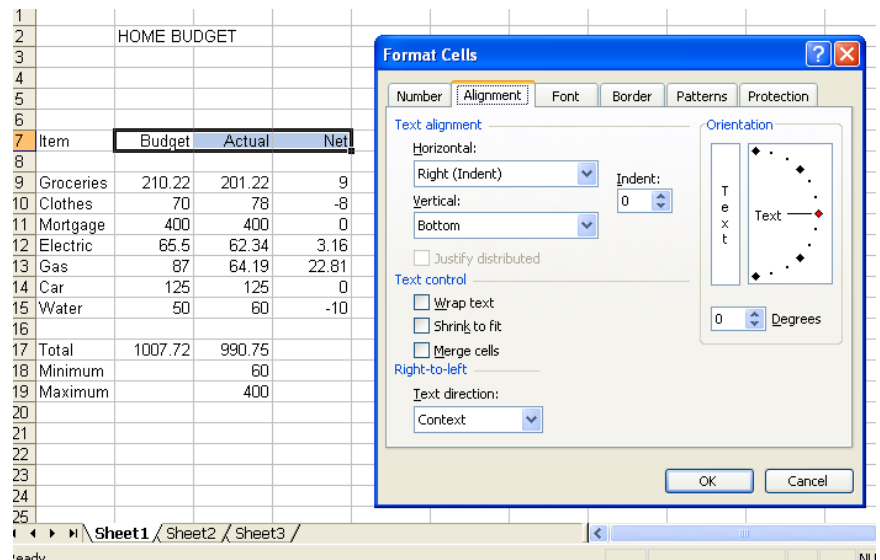 1
2 HOME BUDGET
3
4
5
6
7 Item Budget Actual Net
8
9 Groceries 210.22 201.22 9
10 Clothes 70 78 -8
11 Mortgage 400 400 0
12 Electric 65.5 62.34 3.16
13 Gas 87 64.19 22.81
14 Car 125 125 0
15 Water 50 60 -10
16
17 Total 1007.72 990.75
18 Minimum 60
19 Maximum 400
20
21
22
23
24
25
Sheet1 / Sheet2 / Sheet3 /
Format Cells
Number Alignment Font Border Patterns Protection
Text alignment
Horizontal:
Right (Indent)
Indent:
0
Vertical:
Bottom
Justify distributed
Text control
Wrap text
Shrink to fit
Merge cells
Right-to-left
Text direction:
Context
Orientation
Text
Text
0 Degrees
OK Cancel